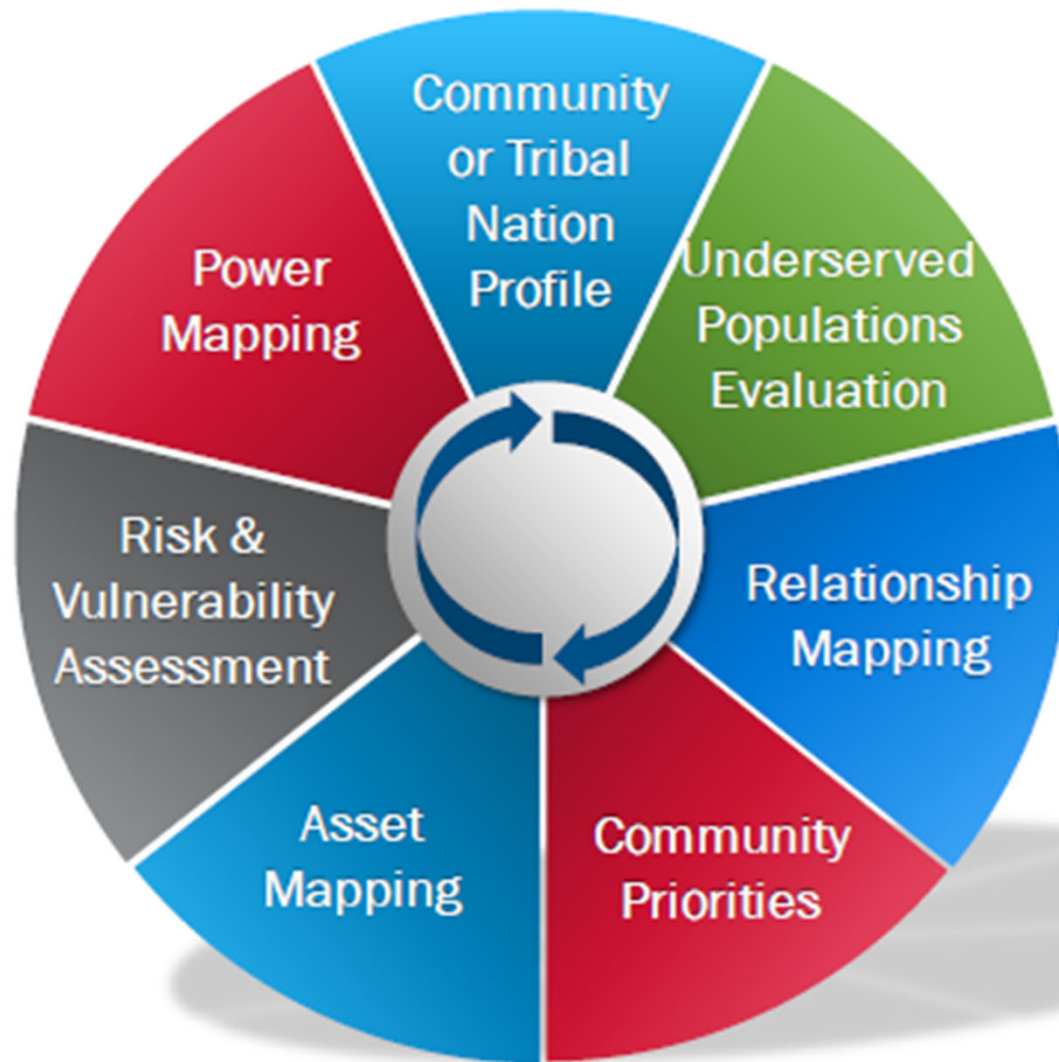 Community
or Tribal
Nation
Profile
Underserved
Populations
Evaluation
Relationship
Mapping
Community
Priorities
Asset
Mapping
Risk &
Vulnerability
Assessment
Power
Mapping